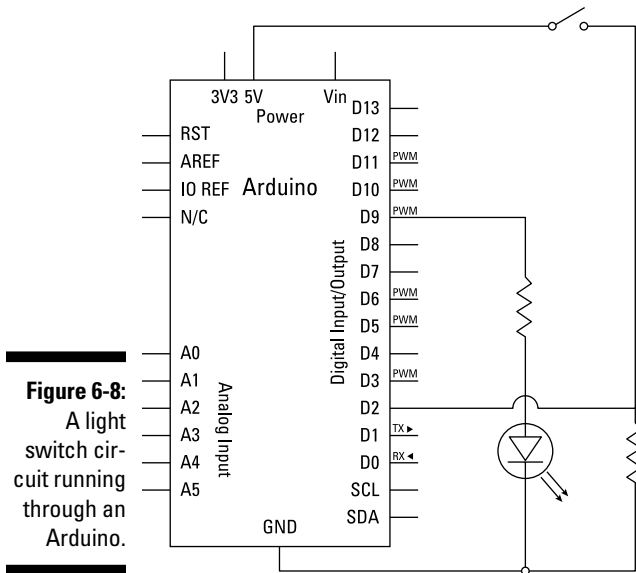 3V3 5V Vin
Power
RST
AREF
IO REF
N/C
Arduino
D13
D12
D11 PWM
D10 PWM
D9 PWM
D8
D7
D6 PWM
D5 PWM
D4
D3 PWM
D2
D1 TX ▶
D0 RX ◀
SCL
SDA
Digital Input/Output
A0
A1
A2
A3
A4
A5
Analog Input
GND
Figure 6-8:
A light
switch cir-
cuit running
through an
Arduino.